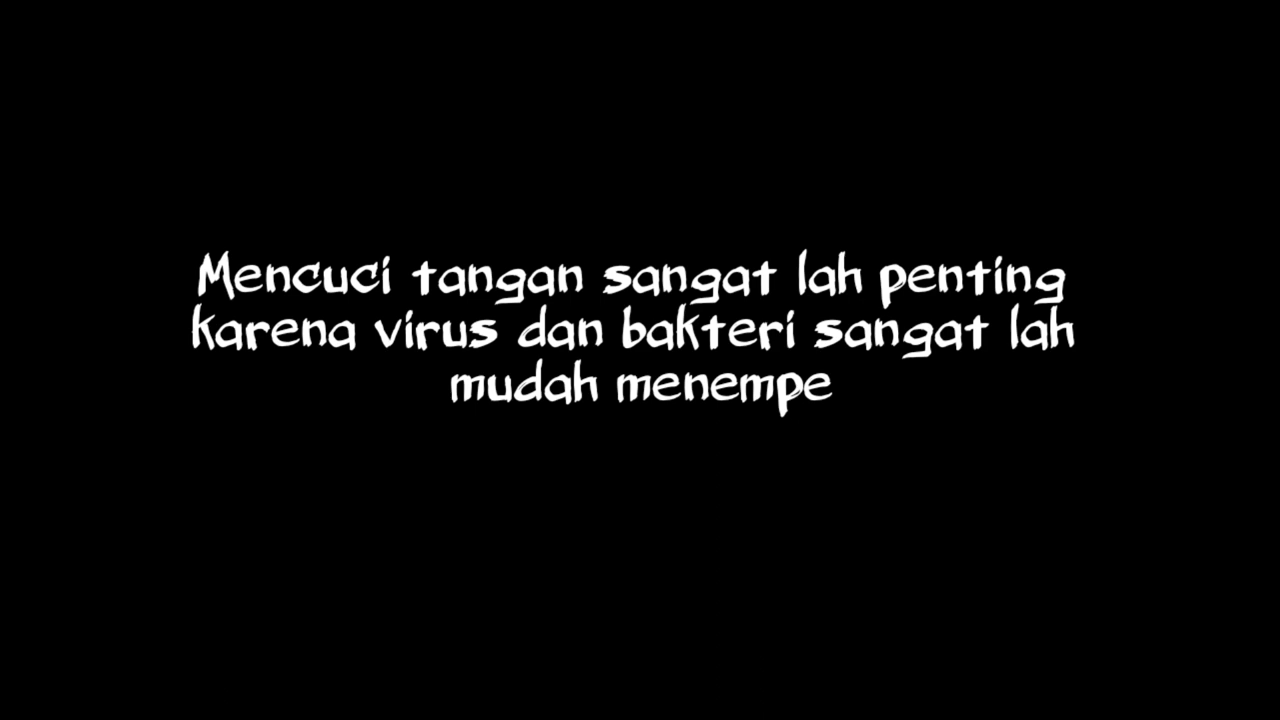 Mencuci tangan sangat lah penting
karena virus dan bakteri sangat lah
mudah menempe